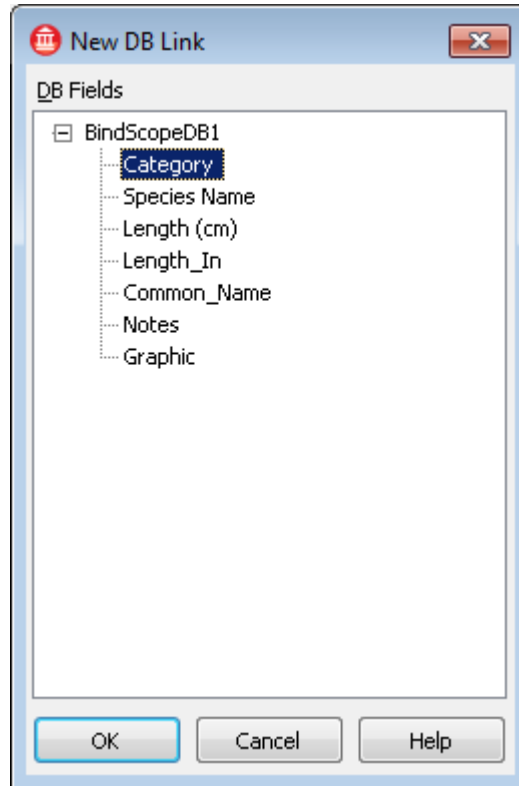 New DB Link
DB Fields
BindScopeDB1
Category
Species Name
Length (cm)
Length_In
Common_Name
Notes
Graphic
OK Cancel Help